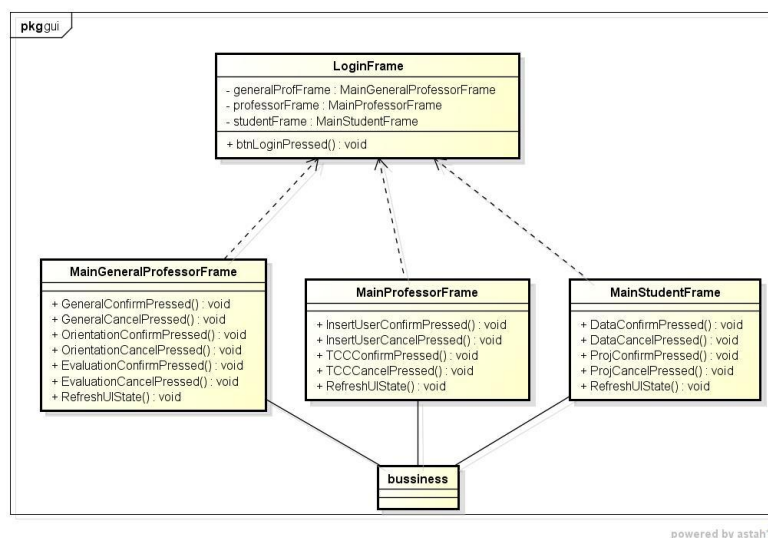 pkg gui
LoginFrame
- generalProfFrame : MainGeneralProfessorFrame
- professorFrame : MainProfessorFrame
- studentFrame : MainStudentFrame
+ btnLoginPressed() : void
MainGeneralProfessorFrame
+ GeneralConfirmPressed() : void
+ GeneralCancelPressed() : void
+ OrientationConfirmPressed() : void
+ OrientationCancelPressed() : void
+ EvaluationConfirmPressed() : void
+ EvaluationCancelPressed() : void
+ RefreshUIState() : void
MainProfessorFrame
+ InsertUserConfirmPressed() : void
+ InsertUserCancelPressed() : void
+ TCCConfirmPressed() : void
+ TCCCancelPressed() : void
+ RefreshUIState() : void
MainStudentFrame
+ DataConfirmPressed() : void
+ DataCancelPressed() : void
+ ProjConfirmPressed() : void
+ ProjCancelPressed() : void
+ RefreshUIState() : void
bussiness
powered by astah*